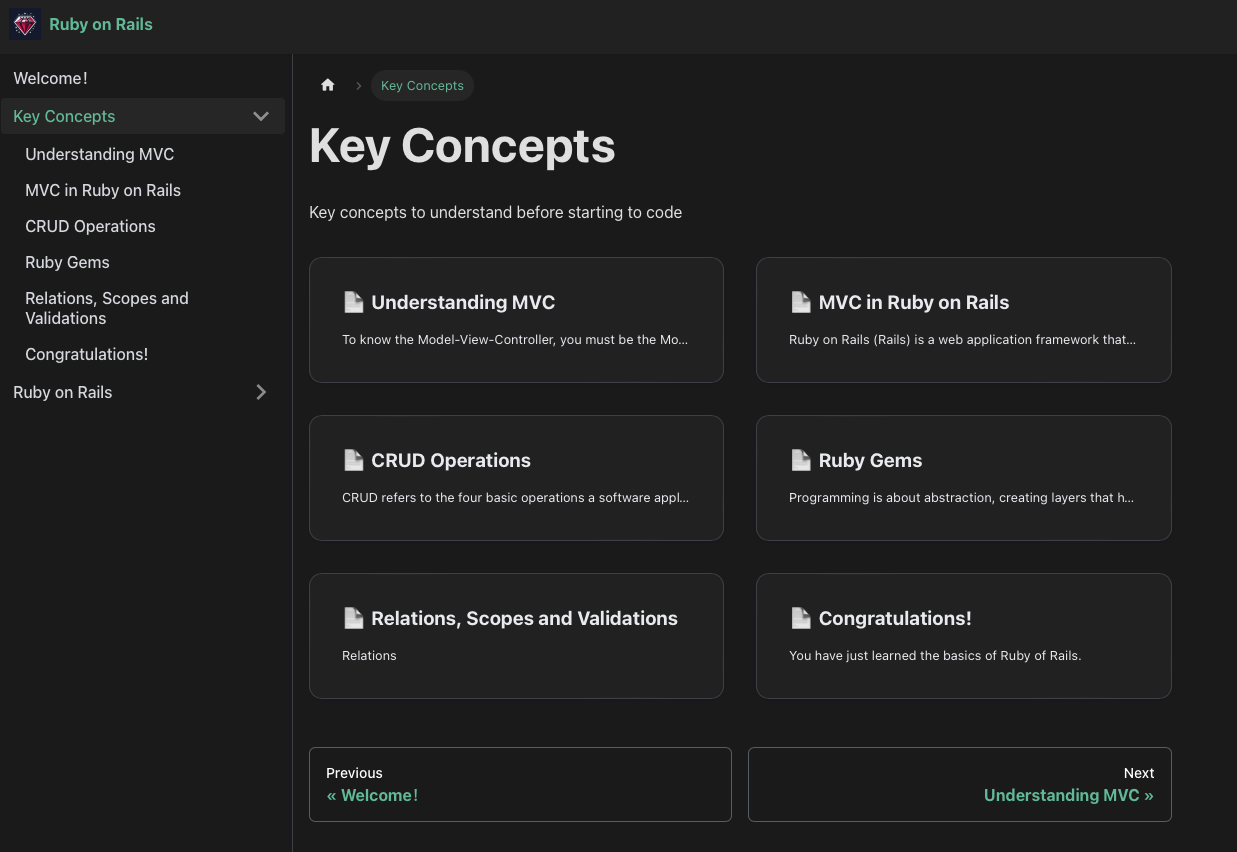 Ruby on Rails
Welcome!
Key Concepts
Understanding MVC
MVC in Ruby on Rails
CRUD Operations
Ruby Gems
Relations, Scopes and
Validations
Congratulations!
Ruby on Rails
Key Concepts
Key Concepts
Key concepts to understand before starting to code
Understanding MVC
To know the Model-View-Controller, you must be the Mo...
MVC in Ruby on Rails
Ruby on Rails (Rails) is a web application framework that...
CRUD Operations
CRUD refers to the four basic operations a software appl...
Ruby Gems
Programming is about abstraction, creating layers that h...
Relations, Scopes and Validations
Relations
Congratulations!
You have just learned the basics of Ruby of Rails.
Previous
« Welcome!
Next
Understanding MVC »